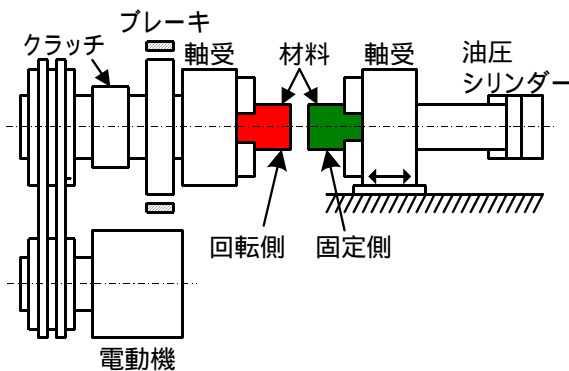 ブレーキ
クラッチ
軸受
材料
軸受
油圧
シリンダー
回転側
固定側
電動機